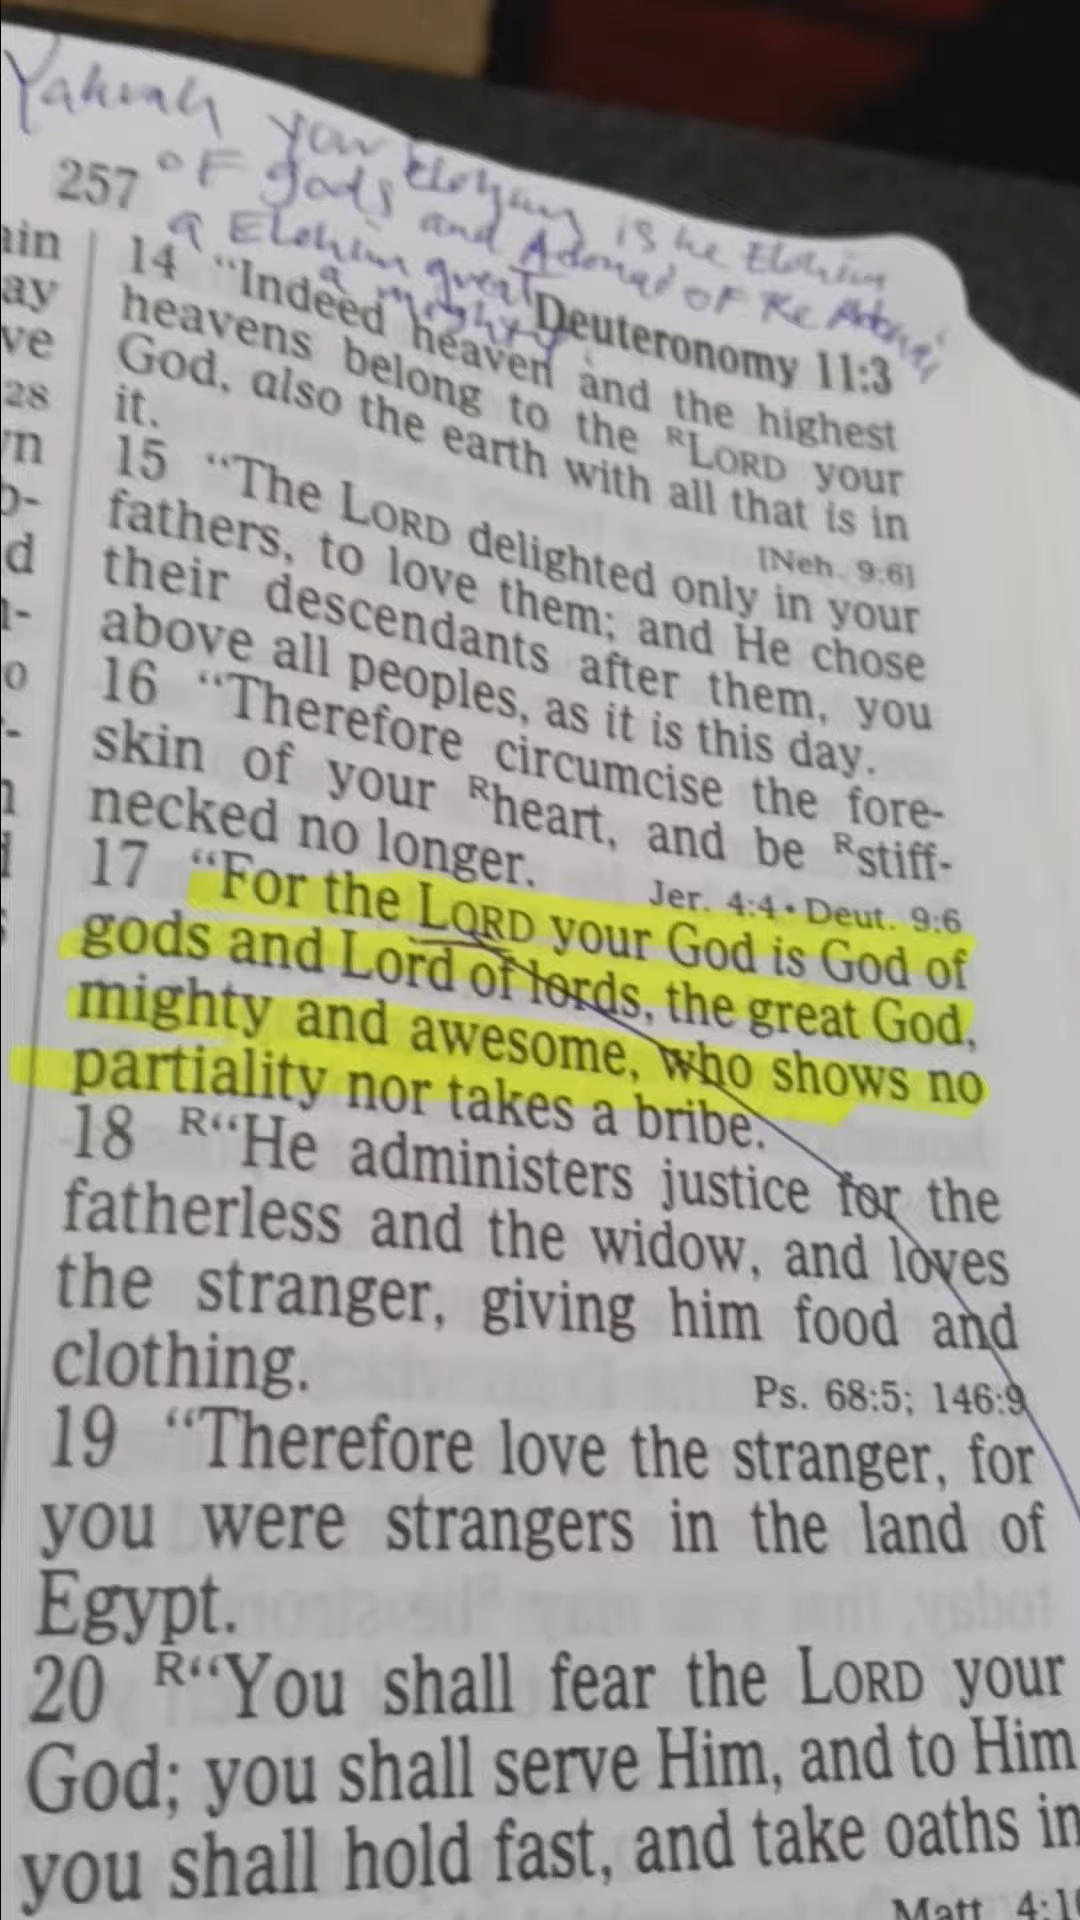 Yahuah your Elohim is the Elohim
of gods and Adonai of the Adonai
a Elohim great
a mighty
257
Deuteronomy 11:3
ain
ay
ve
28
d
14 "Indeed heaven and the highest
heavens belong to the RLORD your
God, also the earth with all that is in
it.
[Neh. 9:6]
15 "The LORD delighted only in your
fathers, to love them; and He chose
their descendants after them, you
above all peoples, as it is this day.
16 "Therefore circumcise the fore-
skin of your Rheart, and be Rstiff-
necked no longer.
Jer. 4:4 • Deut. 9:6
17 "For the LORD your God is God of
gods and Lord of lords, the great God,
mighty and awesome, who shows no
partiality nor takes a bribe.
18 R"He administers justice for the
fatherless and the widow, and loves
the stranger, giving him food and
clothing.
Ps. 68:5; 146:9
19 "Therefore love the stranger, for
you were strangers in the land of
Egypt.
20 R"You shall fear the LORD your
God; you shall serve Him, and to Him
you shall hold fast, and take oaths in
Matt. 4:10